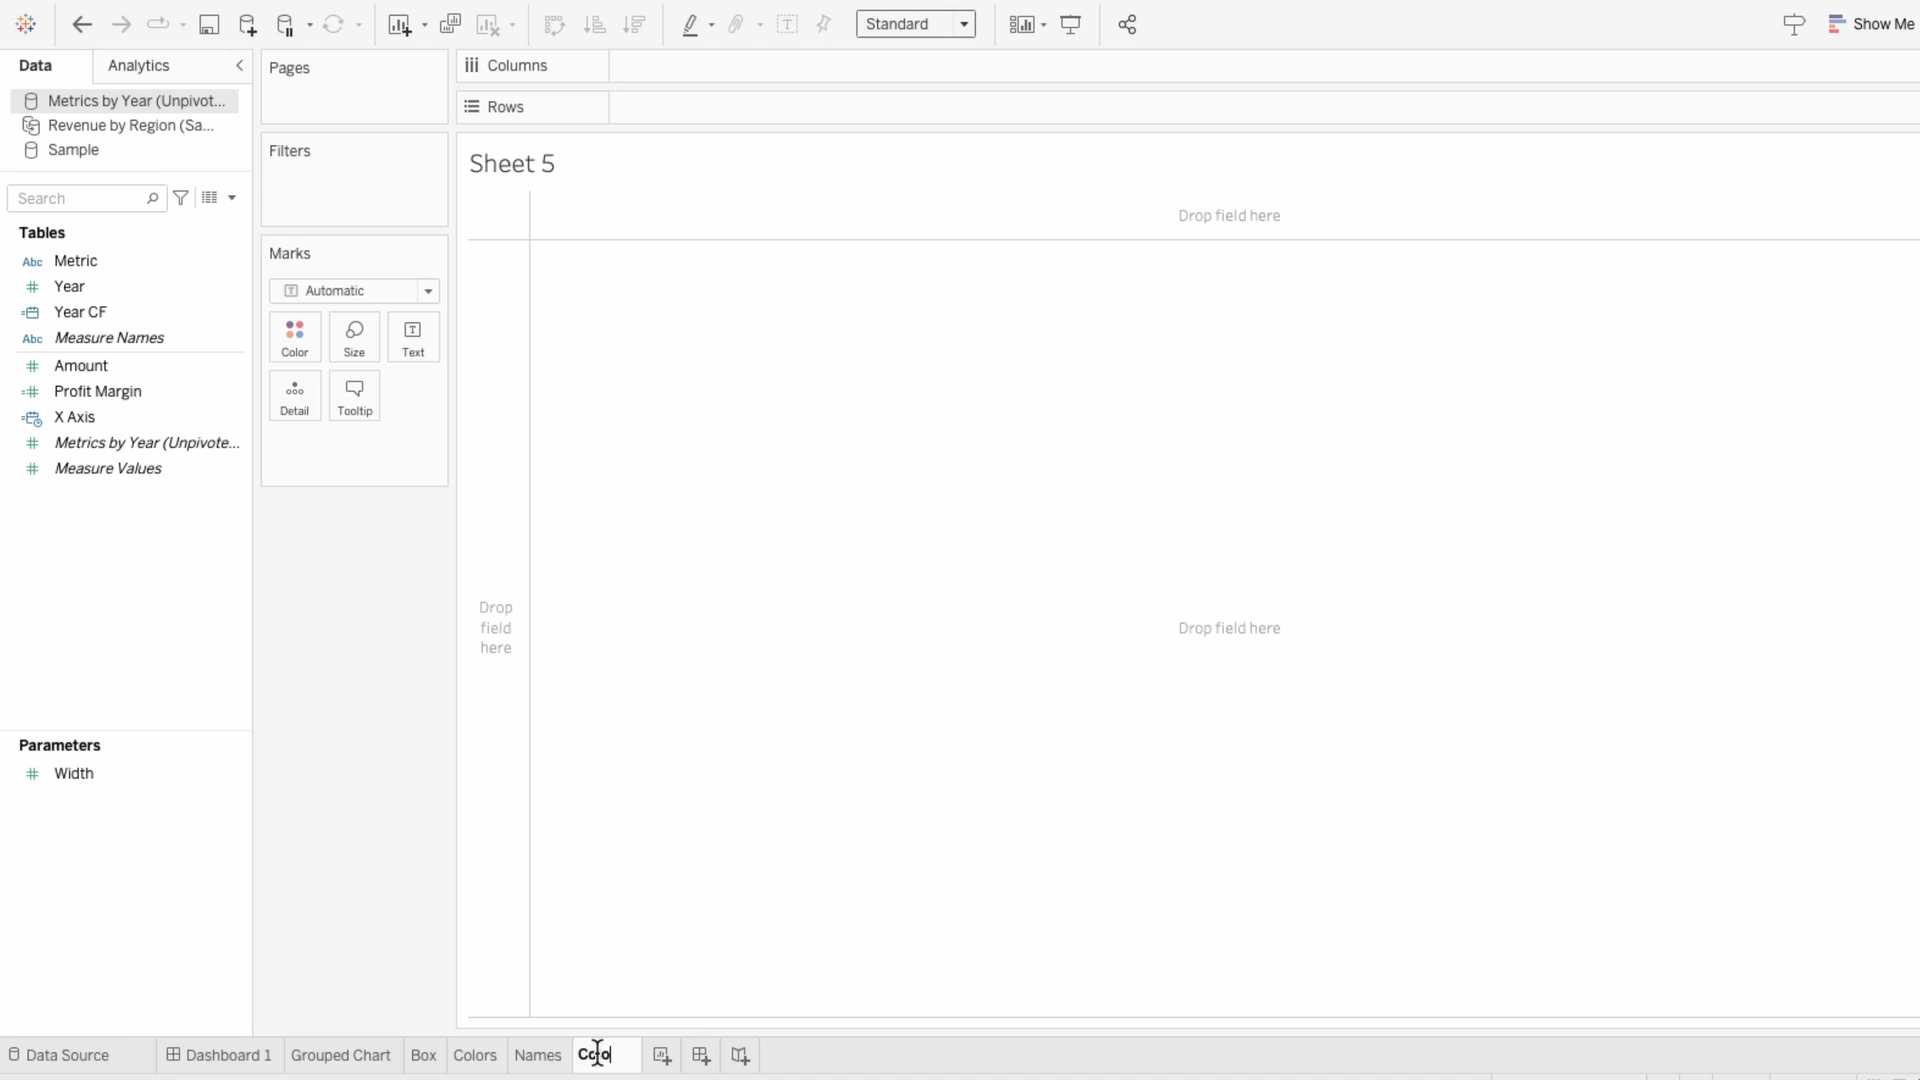 Standard
Show Me
Data
Analytics
Pages
Columns
Rows
Metrics by Year (Unpivot...
Revenue by Region (Sa...
Sample
Filters
Sheet 5
Search
Drop field here
Tables
Abc Metric
Year
Year CF
Abc Measure Names
Amount
Profit Margin
X Axis
Metrics by Year (Unpivote...
Measure Values
Marks
Automatic
Color
Size
Text
Detail
Tooltip
Drop
field
here
Drop field here
Parameters
Width
Data Source
Dashboard 1
Grouped Chart
Box
Colors
Names